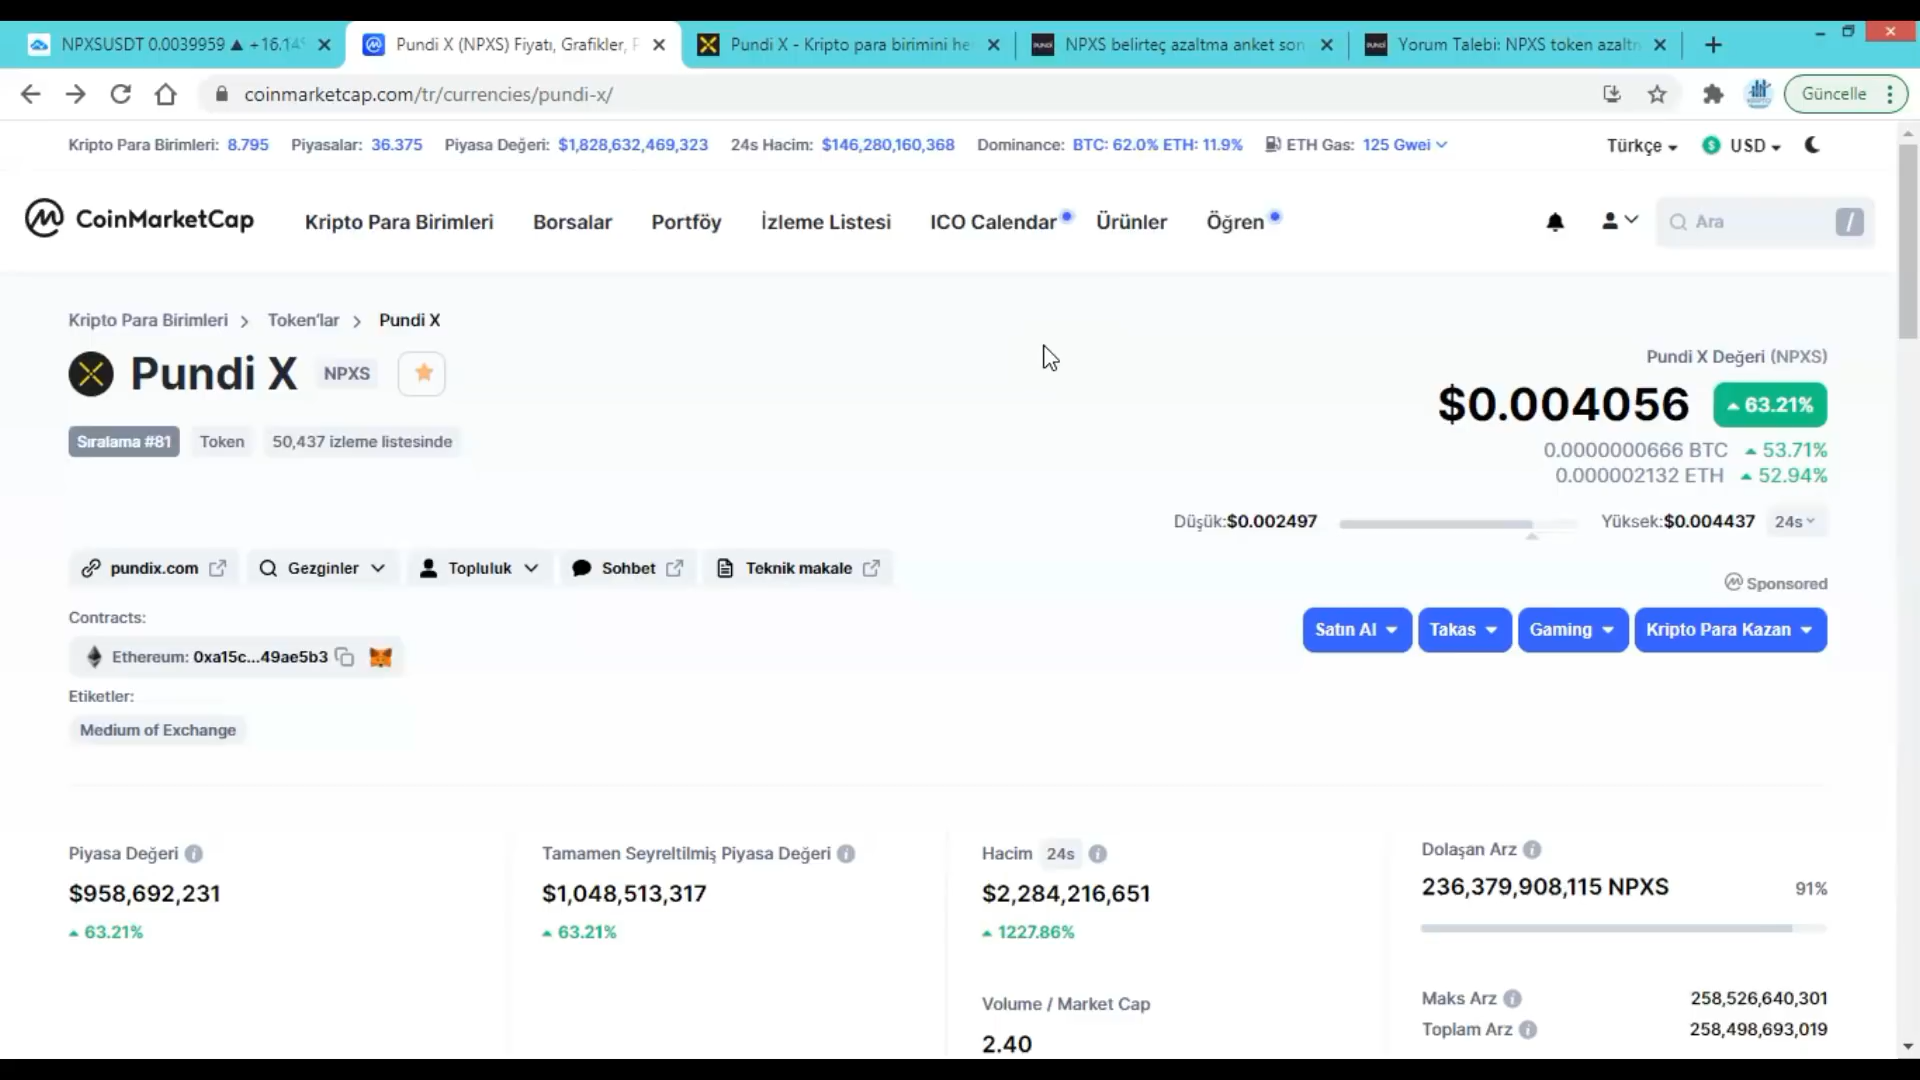 NPXSUSDT 0.0039959 ▲ +16.14%
Pundi X (NPXS) Fiyatı, Grafikler, P
Pundi X - Kripto para birimini he
NPXS belirteç azaltma anket son
Yorum Talebi: NPXS token azaltm
coinmarketcap.com/tr/currencies/pundi-x/
Güncelle
Kripto Para Birimleri: 8.795
Piyasalar: 36.375
Piyasa Değeri: $1,828,632,469,323
24s Hacim: $146,280,160,368
Dominance: BTC: 62.0% ETH: 11.9%
ETH Gas: 125 Gwei
Türkçe
USD
CoinMarketCap
Kripto Para Birimleri
Borsalar
Portföy
İzleme Listesi
ICO Calendar
Ürünler
Öğren
Ara
/
Kripto Para Birimleri > Token'lar > Pundi X
Pundi X NPXS
Pundi X Değeri (NPXS)
$0.004056 63.21%
Sıralama #81
Token
50,437 izleme listesinde
0.0000000666 BTC 53.71%
0.000002132 ETH 52.94%
Düşük:$0.002497
Yüksek:$0.004437
24s
pundix.com
Gezginler
Topluluk
Sohbet
Teknik makale
Sponsored
Contracts:
Satın Al
Takas
Gaming
Kripto Para Kazan
Ethereum: 0xa15c...49ae5b3
Etiketler:
Medium of Exchange
Piyasa Değeri
$958,692,231
63.21%
Tamamen Seyreltilmiş Piyasa Değeri
$1,048,513,317
63.21%
Hacim 24s
$2,284,216,651
1227.86%
Volume / Market Cap
2.40
Dolaşan Arz
236,379,908,115 NPXS 91%
Maks Arz 258,526,640,301
Toplam Arz 258,498,693,019